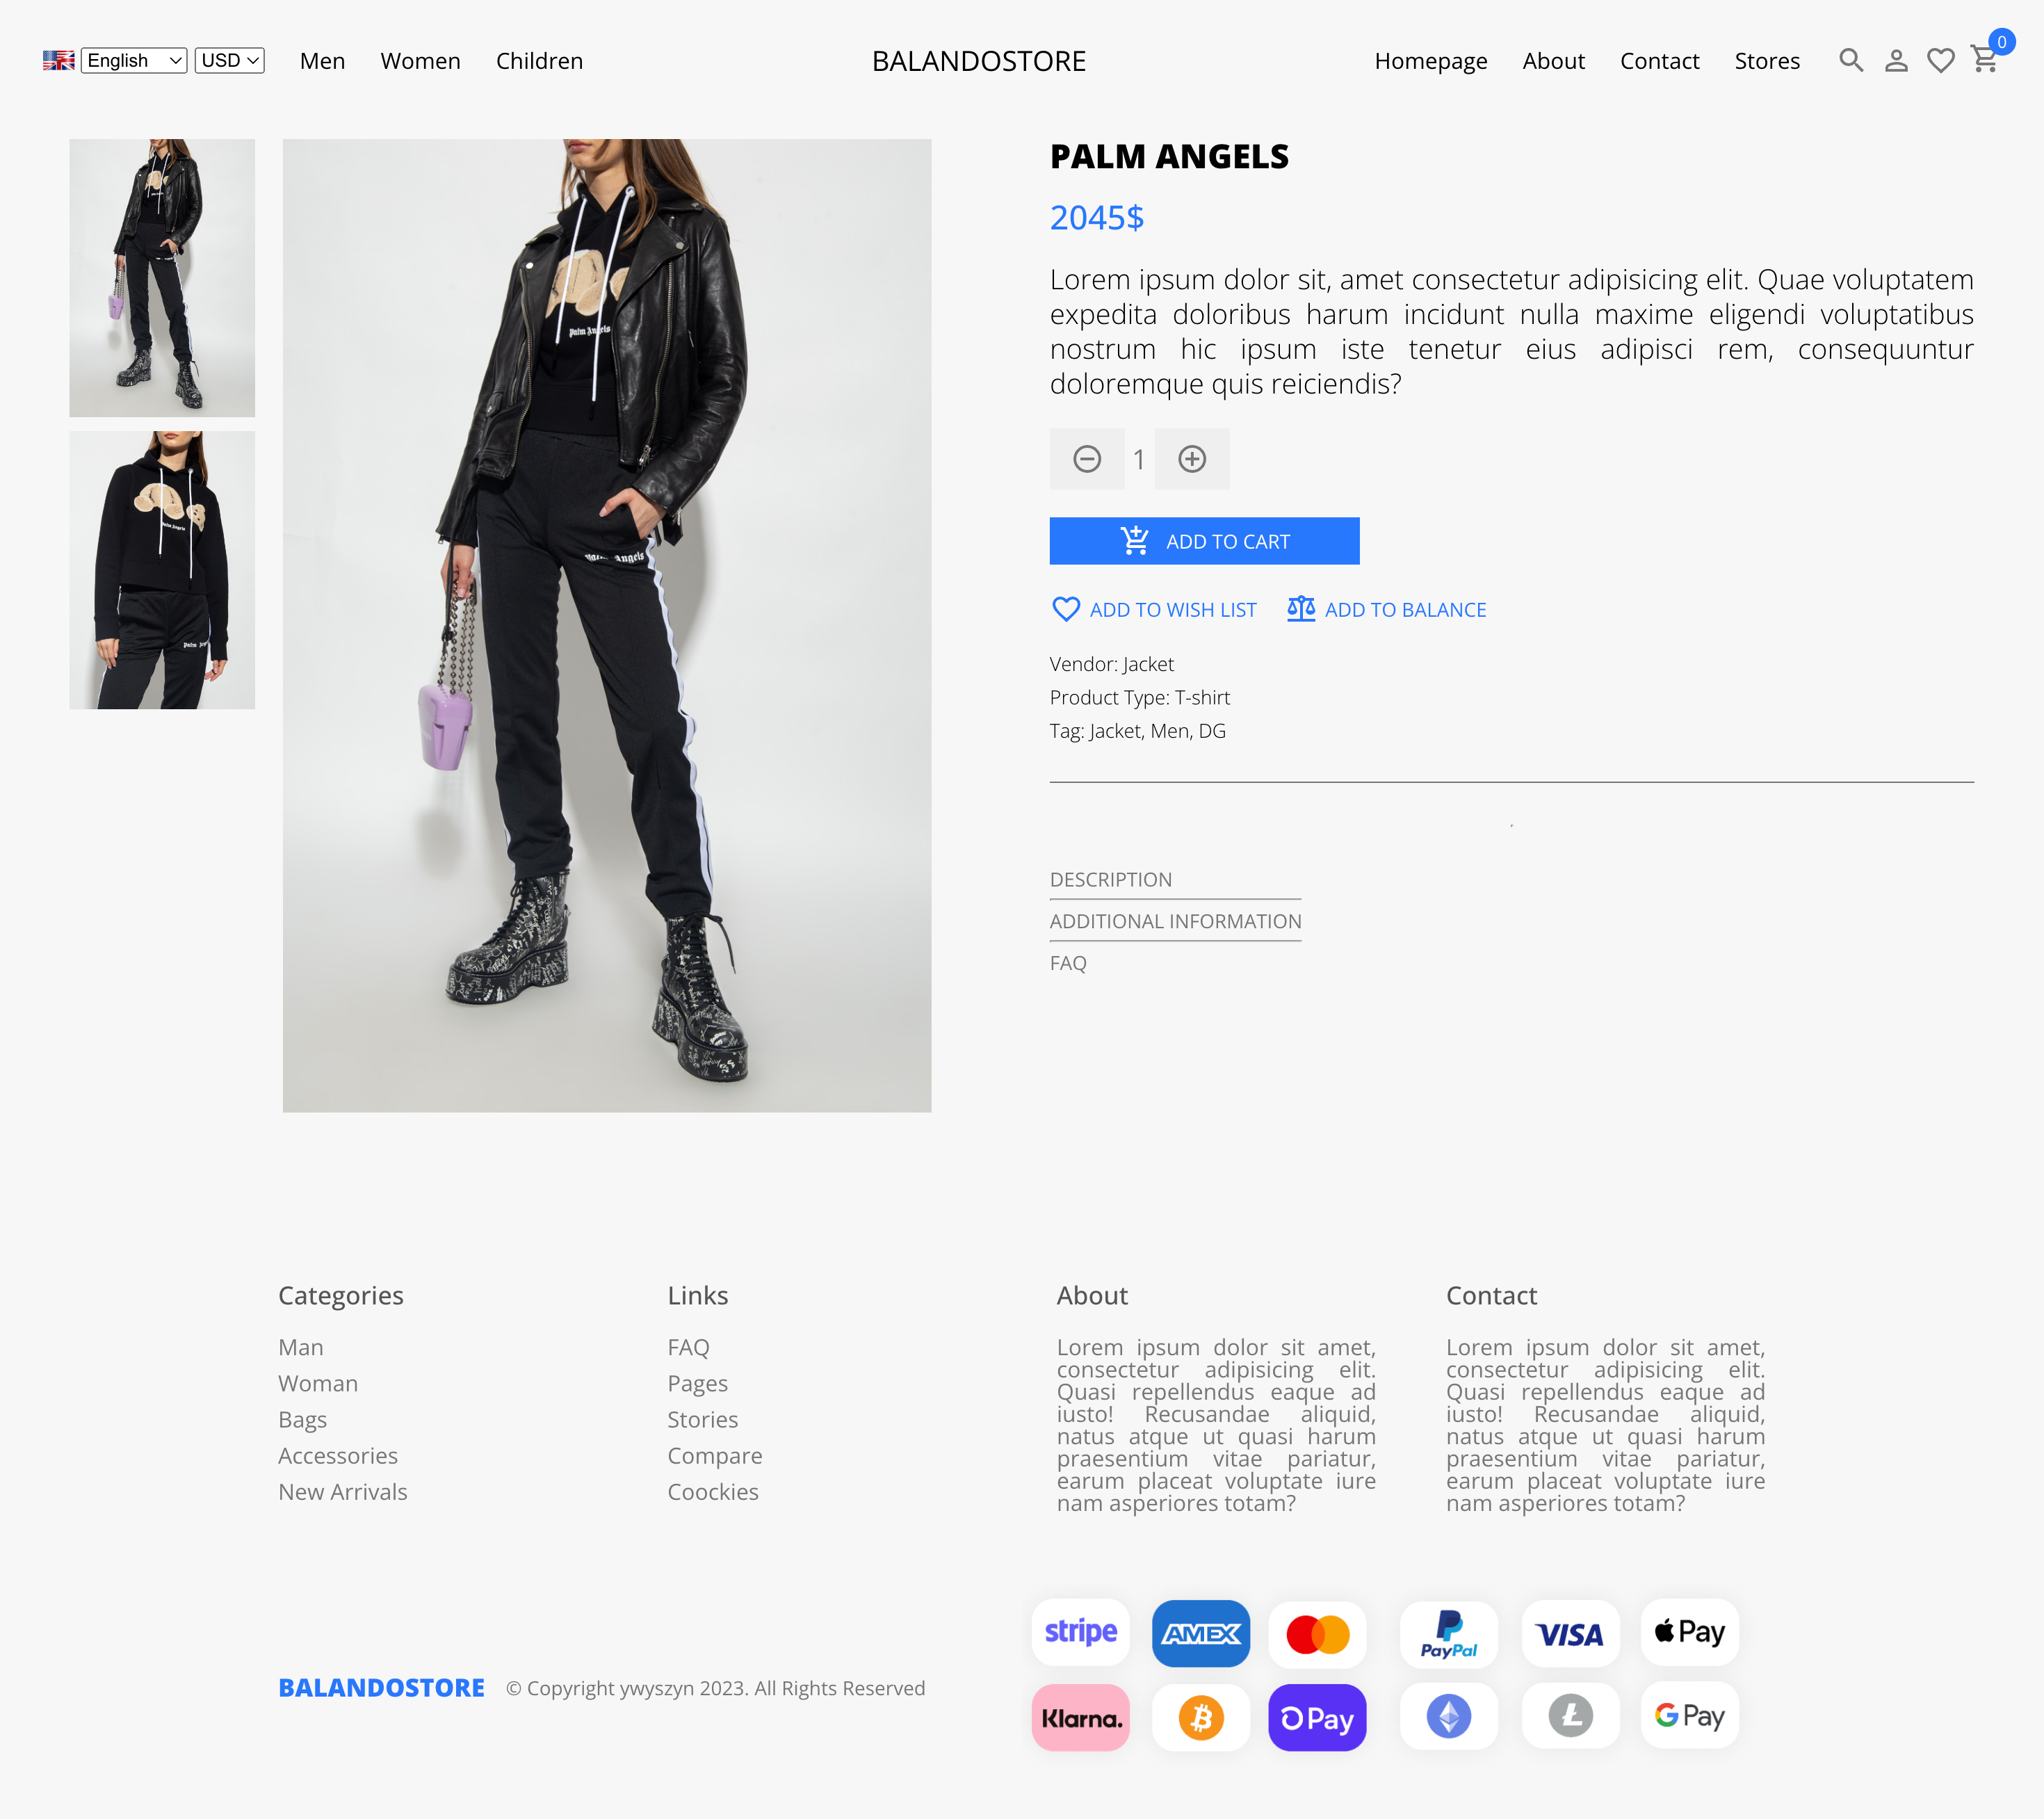 English USD Men Women Children BALANDOSTORE Homepage About Contact Stores 0
PALM ANGELS
2045$
Lorem ipsum dolor sit, amet consectetur adipisicing elit. Quae voluptatem
expedita doloribus harum incidunt nulla maxime eligendi voluptatibus
nostrum hic ipsum iste tenetur eius adipisci rem, consequuntur
doloremque quis reiciendis?
1
ADD TO CART
ADD TO WISH LIST ADD TO BALANCE
Vendor: Jacket
Product Type: T-shirt
Tag: Jacket, Men, DG
DESCRIPTION
ADDITIONAL INFORMATION
FAQ
Palm Angels
Palm Angels
Palm Angels
Palm
Categories
Man
Woman
Bags
Accessories
New Arrivals
Links
FAQ
Pages
Stories
Compare
Coockies
About
Lorem ipsum dolor sit amet,
consectetur adipisicing elit.
Quasi repellendus eaque ad
iusto! Recusandae aliquid,
natus atque ut quasi harum
praesentium vitae pariatur,
earum placeat voluptate iure
nam asperiores totam?
Contact
Lorem ipsum dolor sit amet,
consectetur adipisicing elit.
Quasi repellendus eaque ad
iusto! Recusandae aliquid,
natus atque ut quasi harum
praesentium vitae pariatur,
earum placeat voluptate iure
nam asperiores totam?
BALANDOSTORE © Copyright ywyszyn 2023. All Rights Reserved
stripe AMEX PayPal VISA Pay
Klarna. Pay G Pay